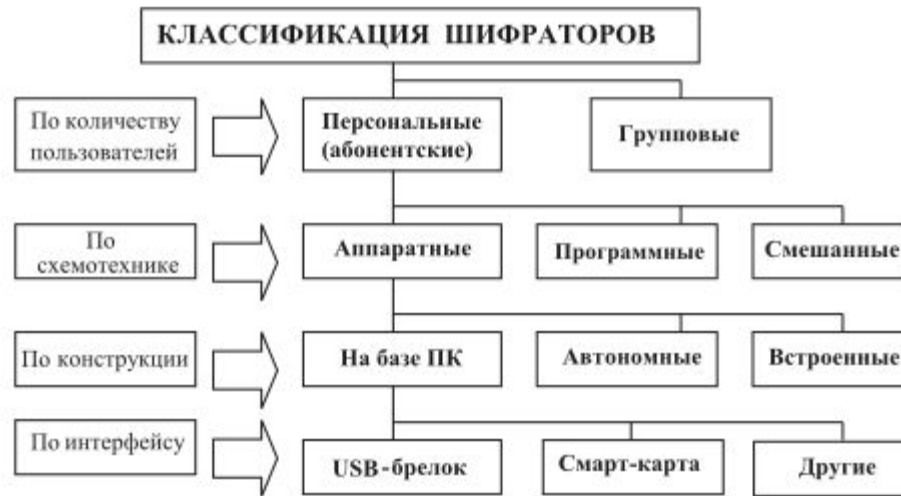 КЛАССИФИКАЦИЯ ШИФРАТОРОВ
По количеству
пользователей
Персональные
(абонентские)
Групповые
По
схемотехнике
Аппаратные
Программные
Смешанные
По конструкции
На базе ПК
Автономные
Встроенные
По интерфейсу
USB-брелок
Смарт-карта
Другие